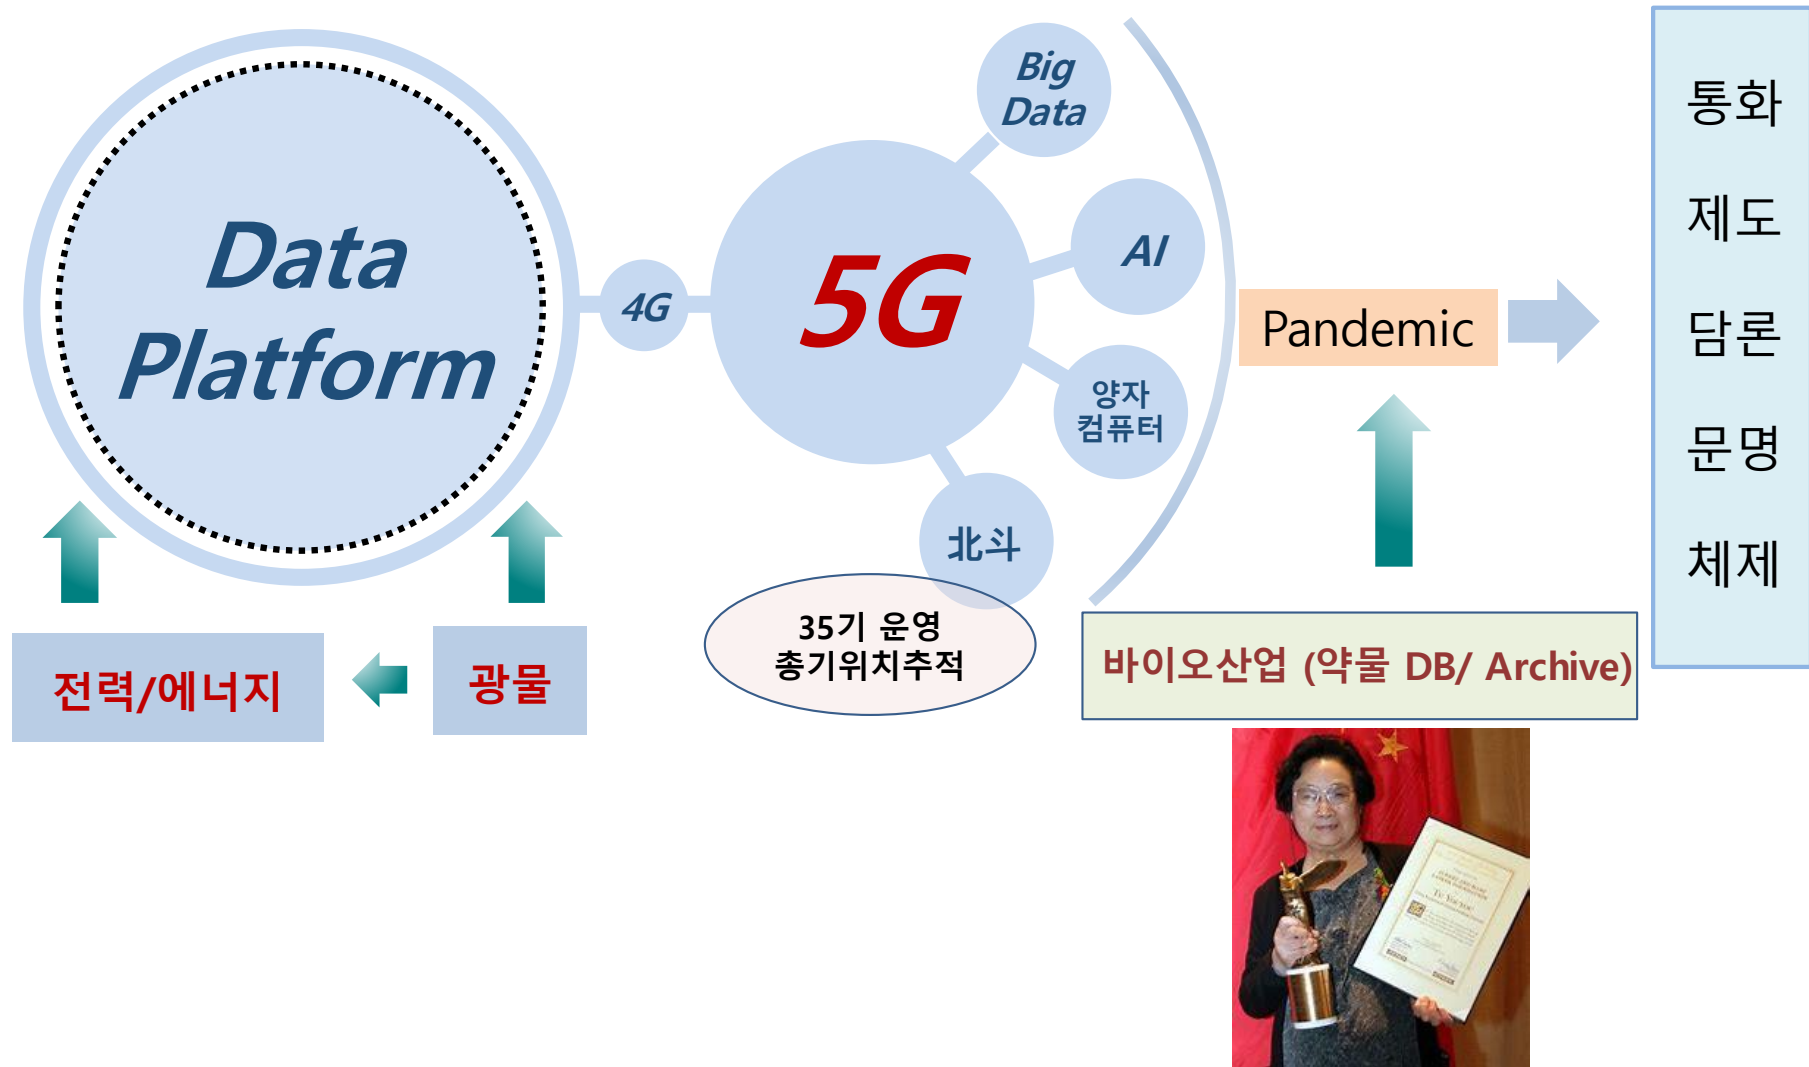 Data
Platform
4G
5G
Big
Data
AI
양자
컴퓨터
北斗
35기 운영
총기위치추적
전력/에너지
광물
Pandemic
바이오산업 (약물 DB/ Archive)
통화
제도
담론
문명
체제
TU YOUYOU